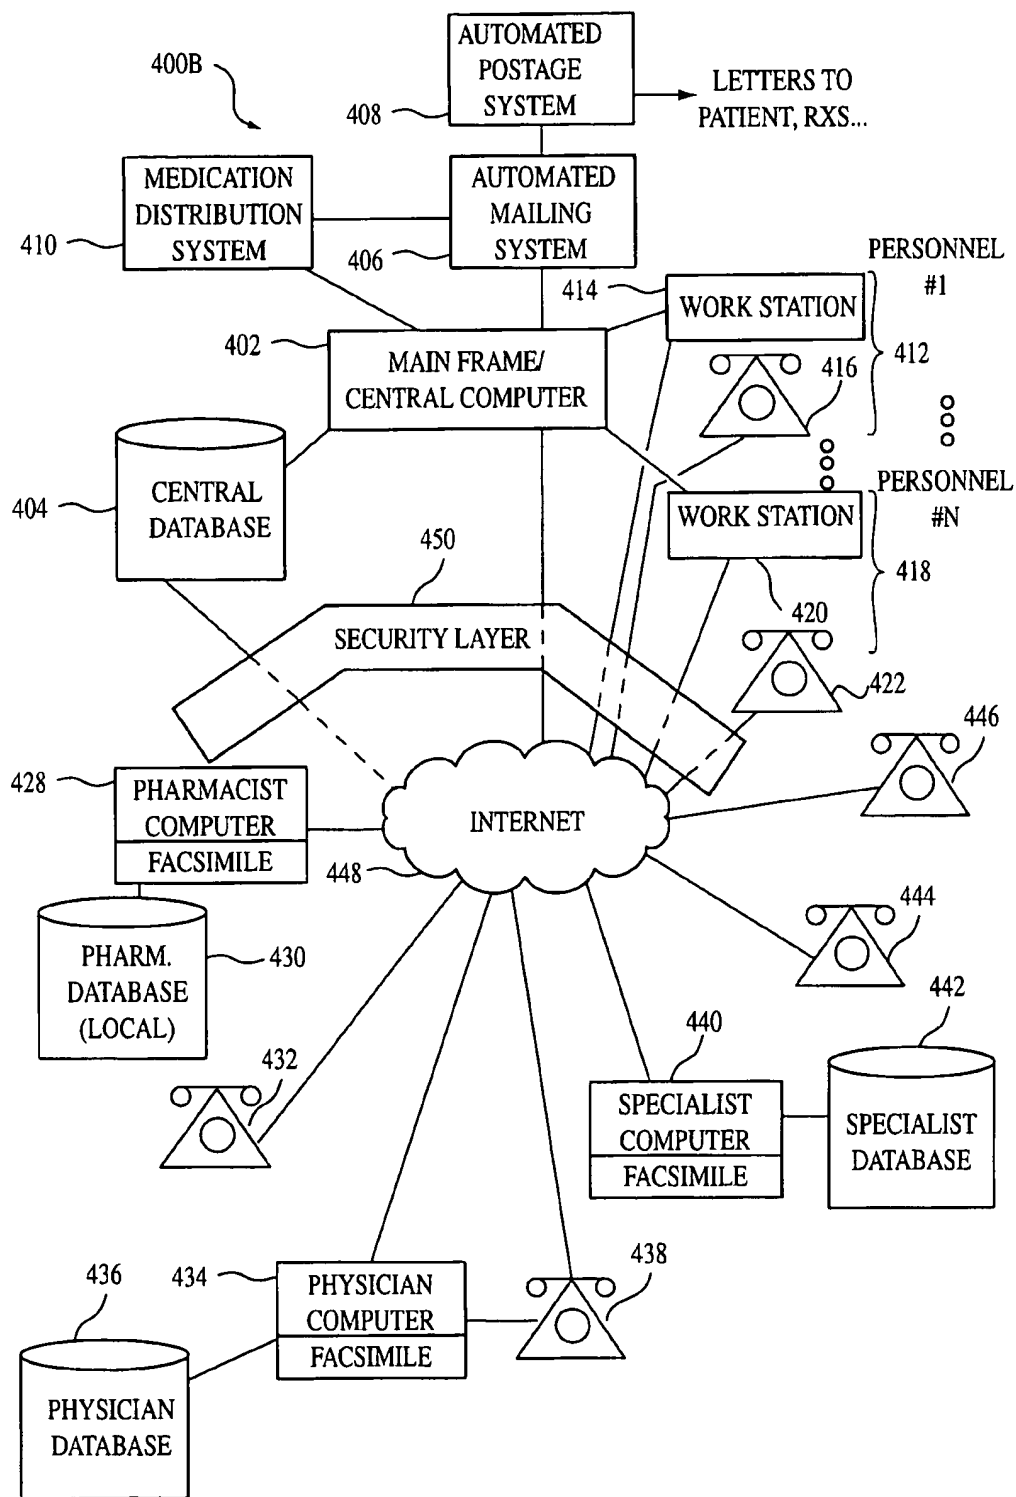 AUTOMATED
POSTAGE
SYSTEM
400B
408
LETTERS TO
PATIENT, RXS...
MEDICATION
DISTRIBUTION
SYSTEM
410
AUTOMATED
MAILING
SYSTEM
406
414
WORK STATION
PERSONNEL
#1
412
416
402
MAIN FRAME/
CENTRAL COMPUTER
404
CENTRAL
DATABASE
PERSONNEL
#N
WORK STATION
418
420
422
450
SECURITY LAYER
446
428
PHARMACIST
COMPUTER
FACSIMILE
INTERNET
448
444
430
PHARM.
DATABASE
(LOCAL)
432
440
442
SPECIALIST
COMPUTER
FACSIMILE
SPECIALIST
DATABASE
436
434
PHYSICIAN
COMPUTER
FACSIMILE
438
PHYSICIAN
DATABASE